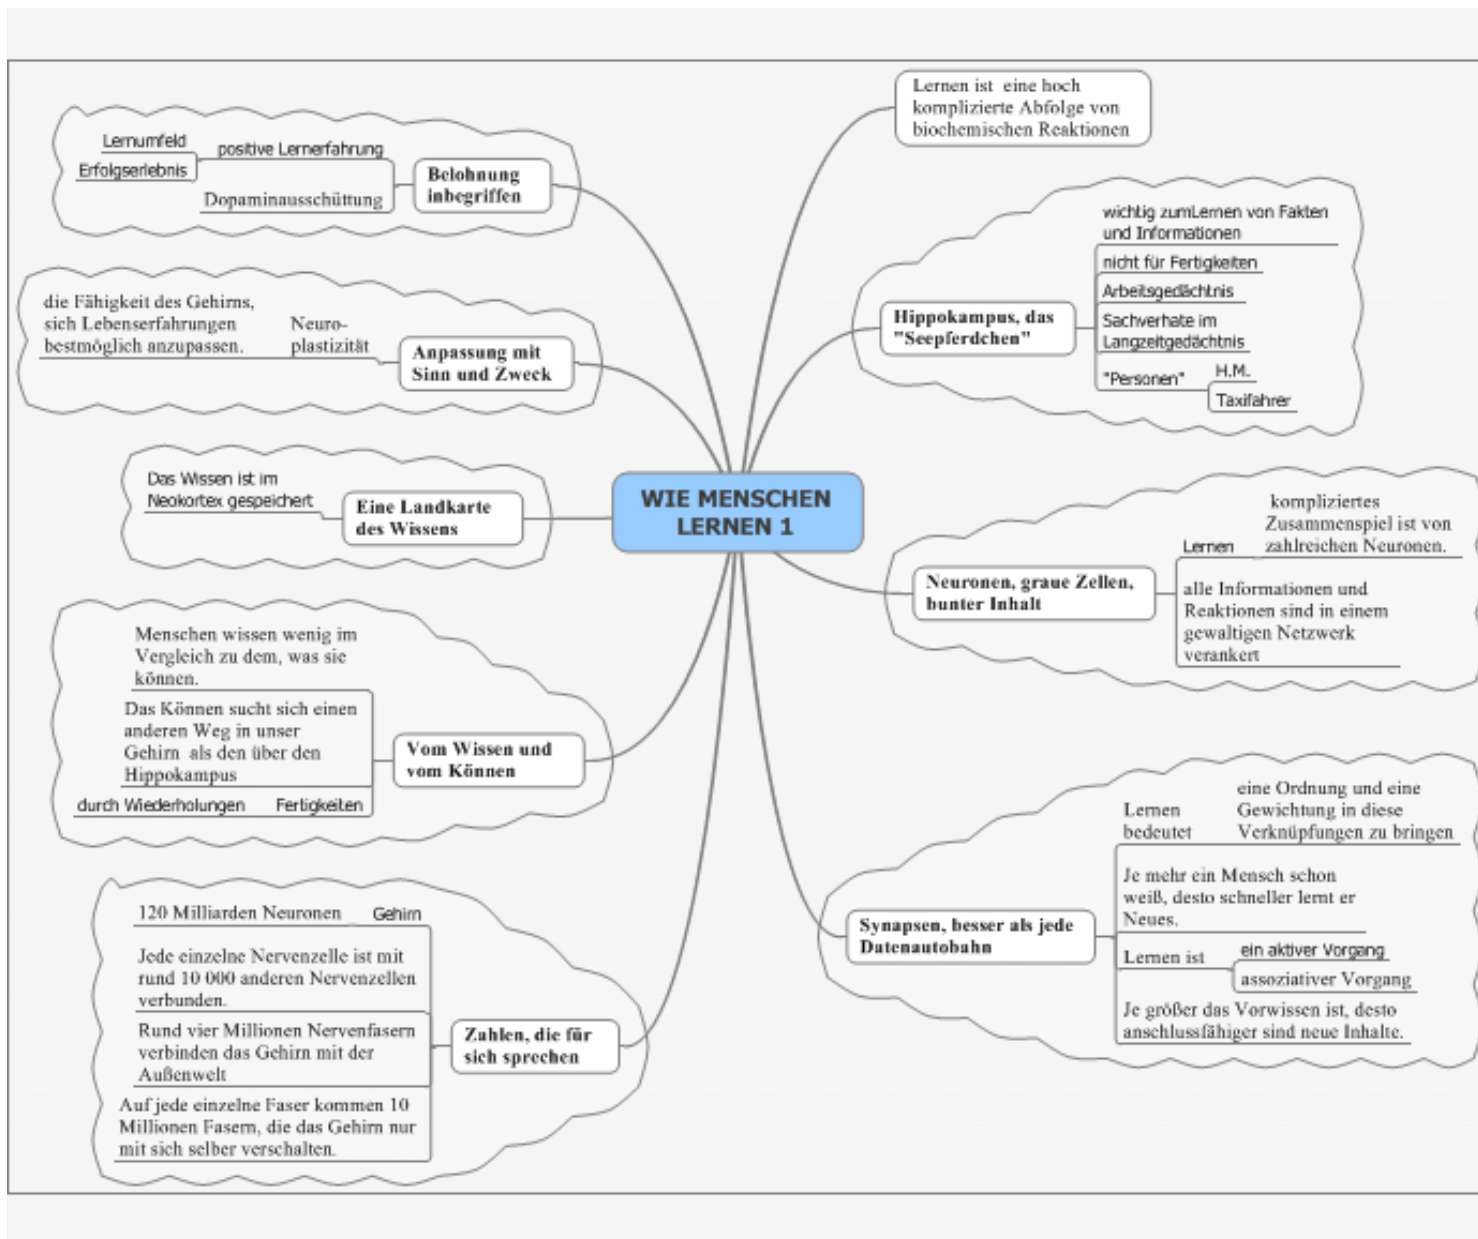 WIE MENSCHEN
LERNEN 1
Lernen ist eine hoch
komplizierte Abfolge von
biochemischen Reaktionen
Hippokampus, das
"Seepferdchen"
wichtig zumLernen von Fakten
und Informationen
nicht für Fertigkeiten
Arbeitsgedächtnis
Sachverhate im
Langzeitgedächtnis
"Personen"
H.M.
Taxifahrer
Neuronen, graue Zellen,
bunter Inhalt
Lernen
kompliziertes
Zusammenspiel ist von
zahlreichen Neuronen.
alle Informationen und
Reaktionen sind in einem
gewaltigen Netzwerk
verankert
Synapsen, besser als jede
Datenautobahn
Lernen
bedeutet
eine Ordnung und eine
Gewichtung in diese
Verknüpfungen zu bringen
Je mehr ein Mensch schon
weiß, desto schneller lernt er
Neues.
Lernen ist
ein aktiver Vorgang
assoziativer Vorgang
Je größer das Vorwissen ist, desto
anschlussfähiger sind neue Inhalte.
Belohnung
inbegriffen
positive Lernerfahrung
Lernumfeld
Erfolgserlebnis
Dopaminausschüttung
Anpassung mit
Sinn und Zweck
Neuro-
plastizität
die Fähigkeit des Gehirns,
sich Lebenserfahrungen
bestmöglich anzupassen.
Eine Landkarte
des Wissens
Das Wissen ist im
Neokortex gespeichert
Vom Wissen und
vom Können
Menschen wissen wenig im
Vergleich zu dem, was sie
können.
Das Können sucht sich einen
anderen Weg in unser
Gehirn als den über den
Hippokampus
Fertigkeiten
durch Wiederholungen
Zahlen, die für
sich sprechen
Gehirn
120 Milliarden Neuronen
Jede einzelne Nervenzelle ist mit
rund 10 000 anderen Nervenzellen
verbunden.
Rund vier Millionen Nervenfasern
verbinden das Gehirn mit der
Außenwelt
Auf jede einzelne Faser kommen 10
Millionen Fasern, die das Gehirn nur
mit sich selber verschalten.